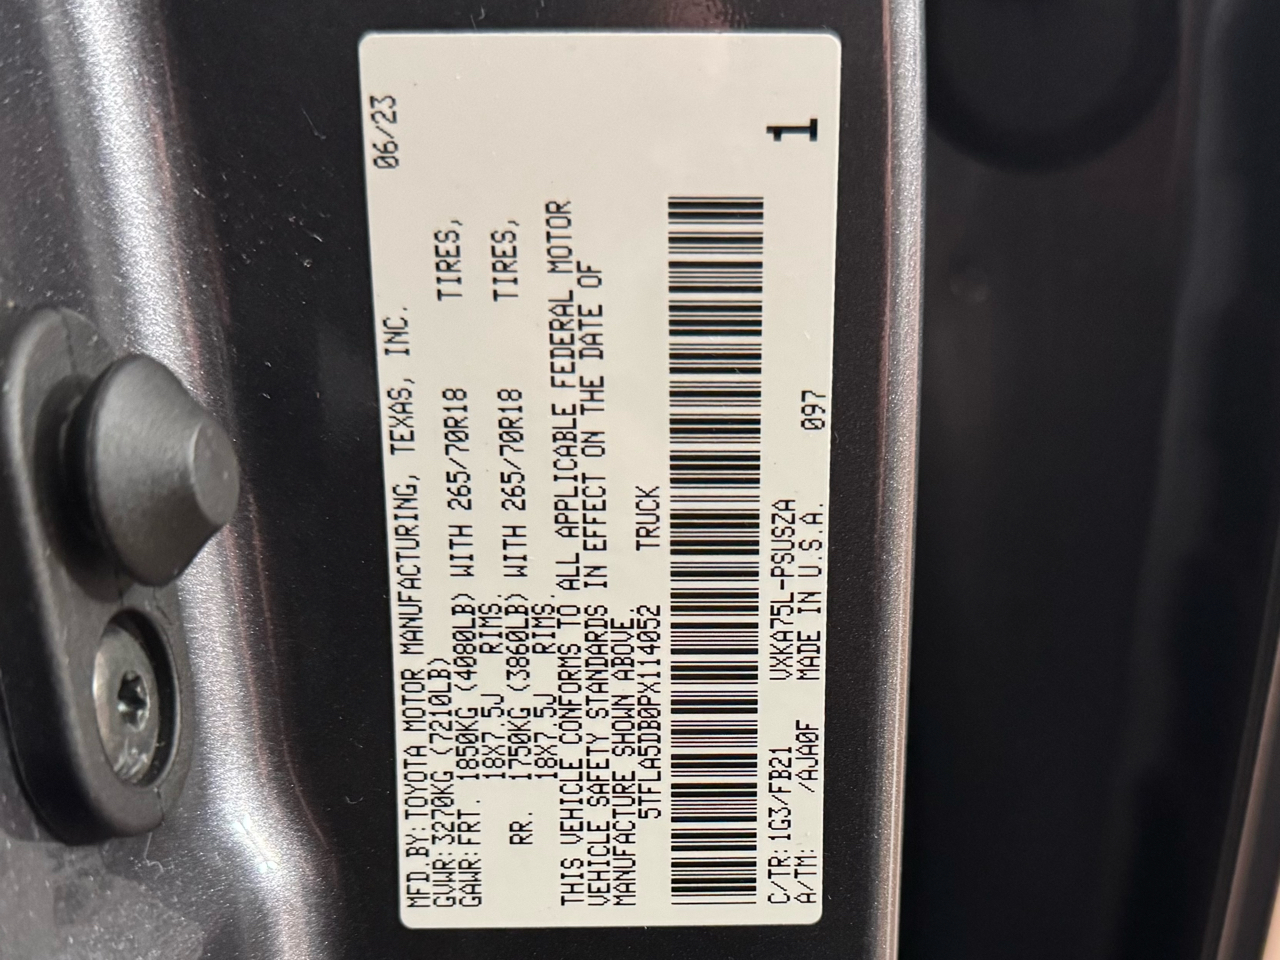 06/23
MFD.BY:TOYOTA MOTOR MANUFACTURING, TEXAS, INC.
GVWR:3270KG (7210LB)
GAWR:FRT. 1850KG (4080LB) WITH 265/70R18 TIRES,
18X7.5J RIMS.
RR. 1750KG (3860LB) WITH 265/70R18 TIRES,
18X7.5J RIMS.
THIS VEHICLE CONFORMS TO ALL APPLICABLE FEDERAL MOTOR
VEHICLE SAFETY STANDARDS IN EFFECT ON THE DATE OF
MANUFACTURE SHOWN ABOVE.
5TFLA5DB0PX114052 TRUCK
C/TR: 1G3/FB21 VXKA75L-PSUSZA 1
A/TM: /AJA0F MADE IN U.S.A. 097